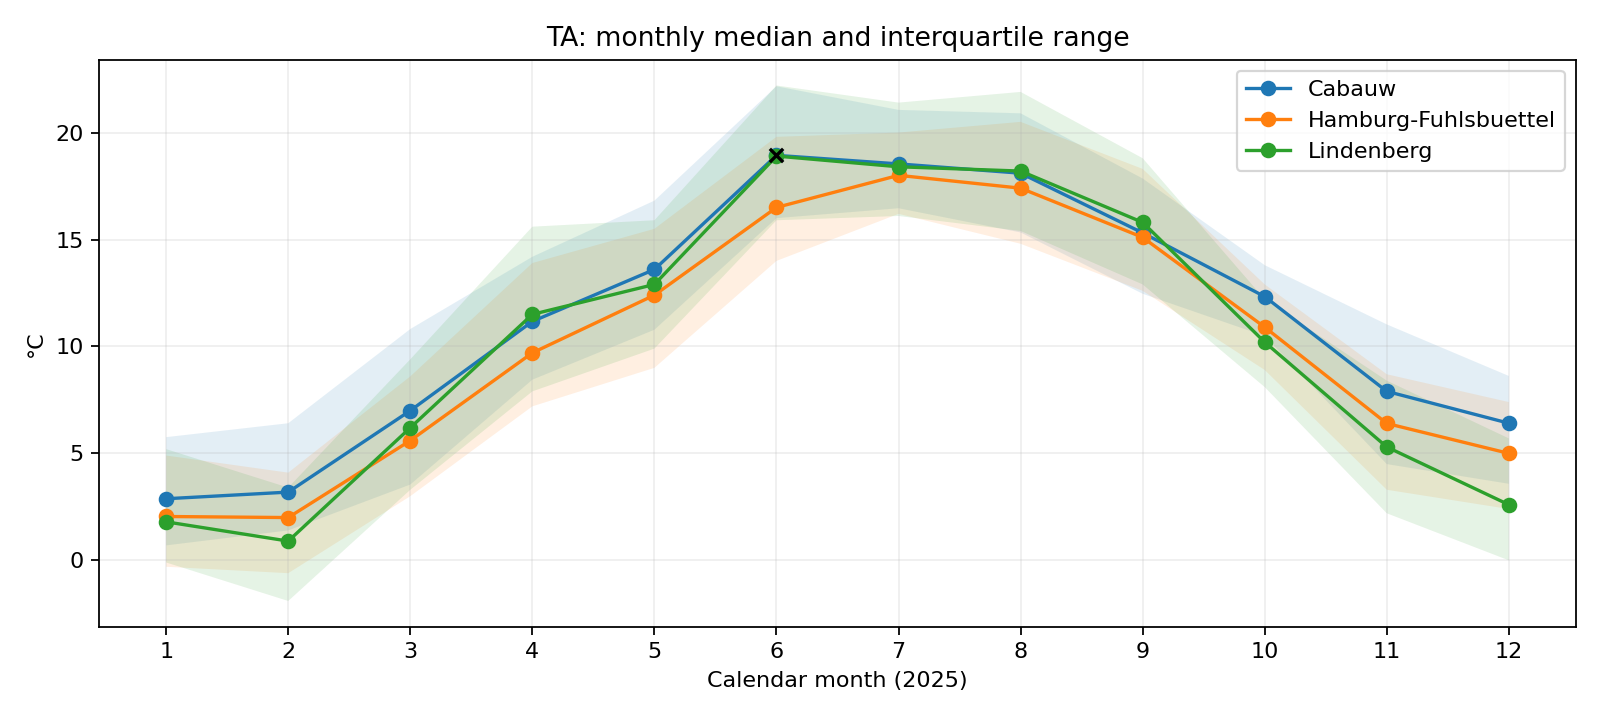 TA: monthly median and interquartile range
Cabauw
Hamburg-Fuhlsbuettel
Lindenberg
°C
20
15
10
5
0
1 2 3 4 5 6 7 8 9 10 11 12
Calendar month (2025)